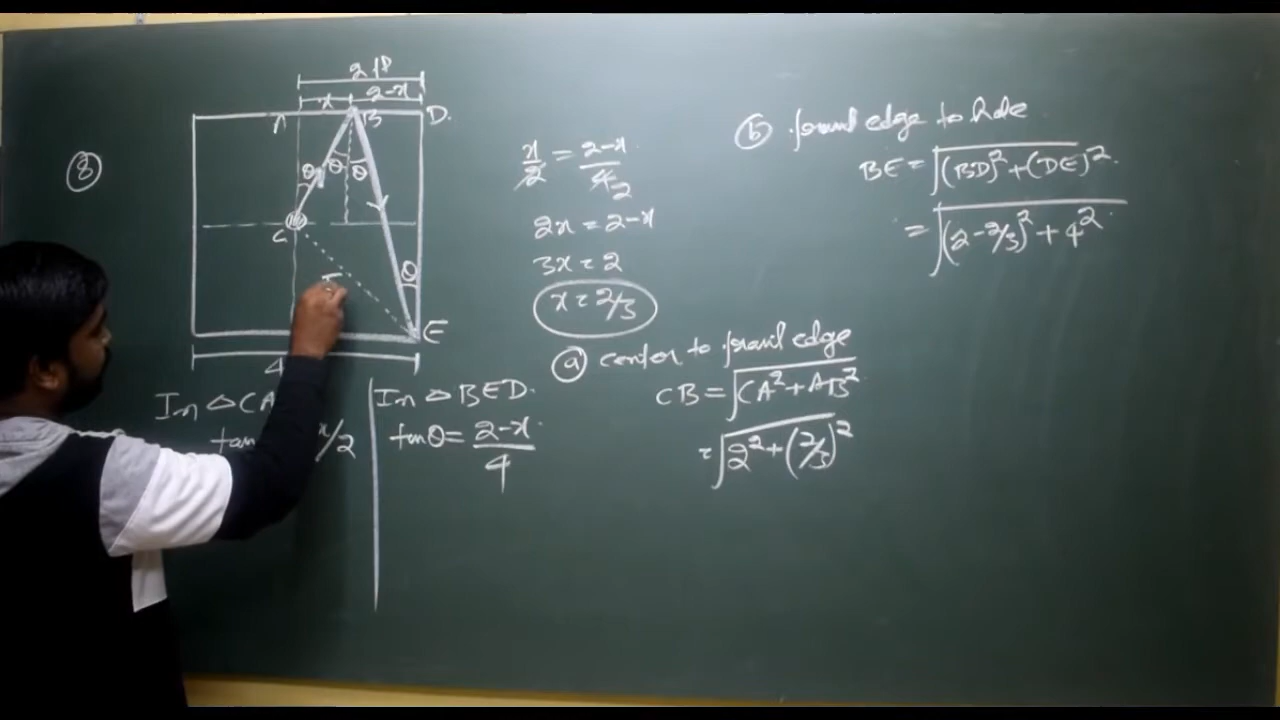 8
2 ft
x 2-x
A B D.
θ θ θ
C
θ
E
4
In △CA
tan x/2
In △BED.
tanθ = (2-x)/4
x/2 = (2-x)/4 2
2x = 2-x
3x = 2
x = 2/3
(a) center to front edge
CB = √(CA² + AB²)
= √(2² + (2/3)²)
(b) front edge to hole
BE = √((BD)² + (DE)²)
= √((2-2/3)² + 4²